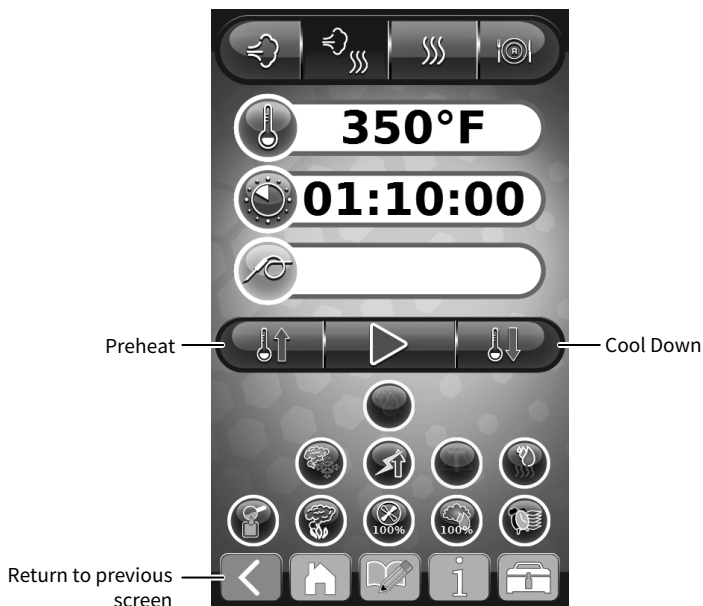 350°F
01:10:00
Preheat
Cool Down
100%
100%
Return to previous
screen